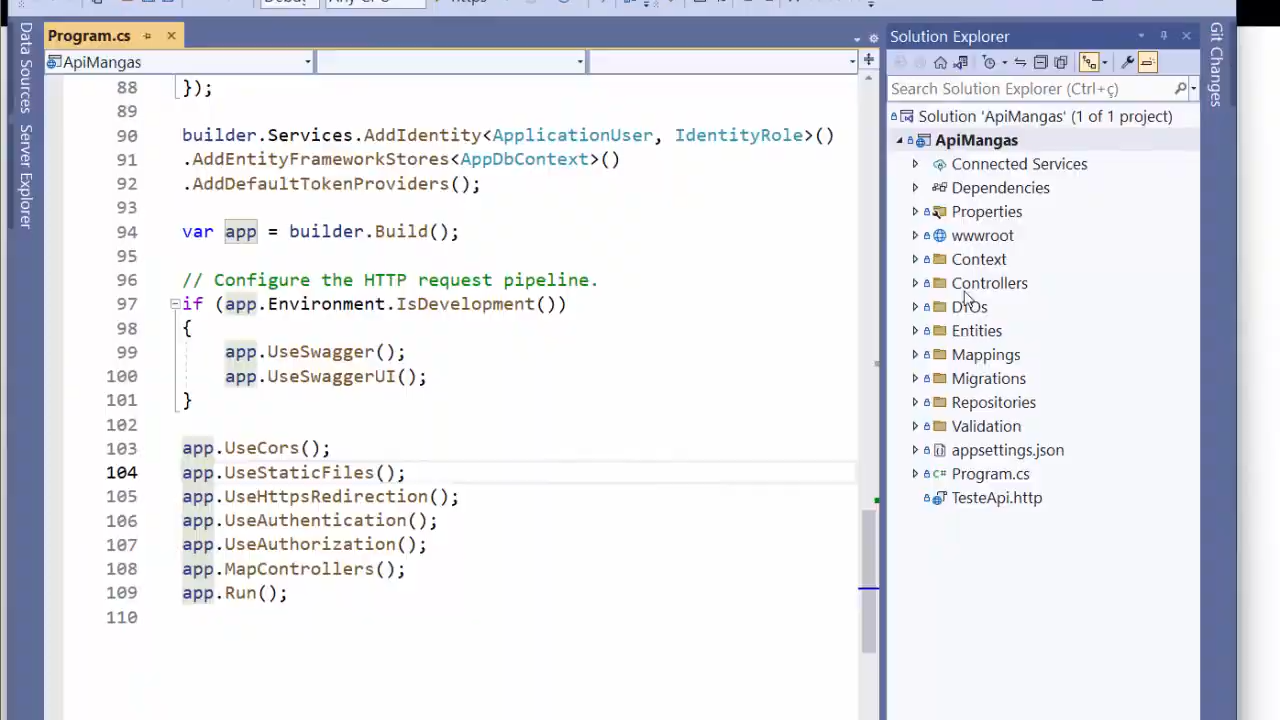 Program.cs
ApiMangas
88 });
89
90 builder.Services.AddIdentity<ApplicationUser, IdentityRole>()
91 .AddEntityFrameworkStores<AppDbContext>()
92 .AddDefaultTokenProviders();
93
94 var app = builder.Build();
95
96 // Configure the HTTP request pipeline.
97 if (app.Environment.IsDevelopment())
98 {
99 app.UseSwagger();
100 app.UseSwaggerUI();
101 }
102
103 app.UseCors();
104 app.UseStaticFiles();
105 app.UseHttpsRedirection();
106 app.UseAuthentication();
107 app.UseAuthorization();
108 app.MapControllers();
109 app.Run();
110
Data Sources
Server Explorer
Solution Explorer
Search Solution Explorer (Ctrl+ç)
Solution 'ApiMangas' (1 of 1 project)
ApiMangas
Connected Services
Dependencies
Properties
wwwroot
Context
Controllers
DTOs
Entities
Mappings
Migrations
Repositories
Validation
appsettings.json
Program.cs
TesteApi.http
Git Changes